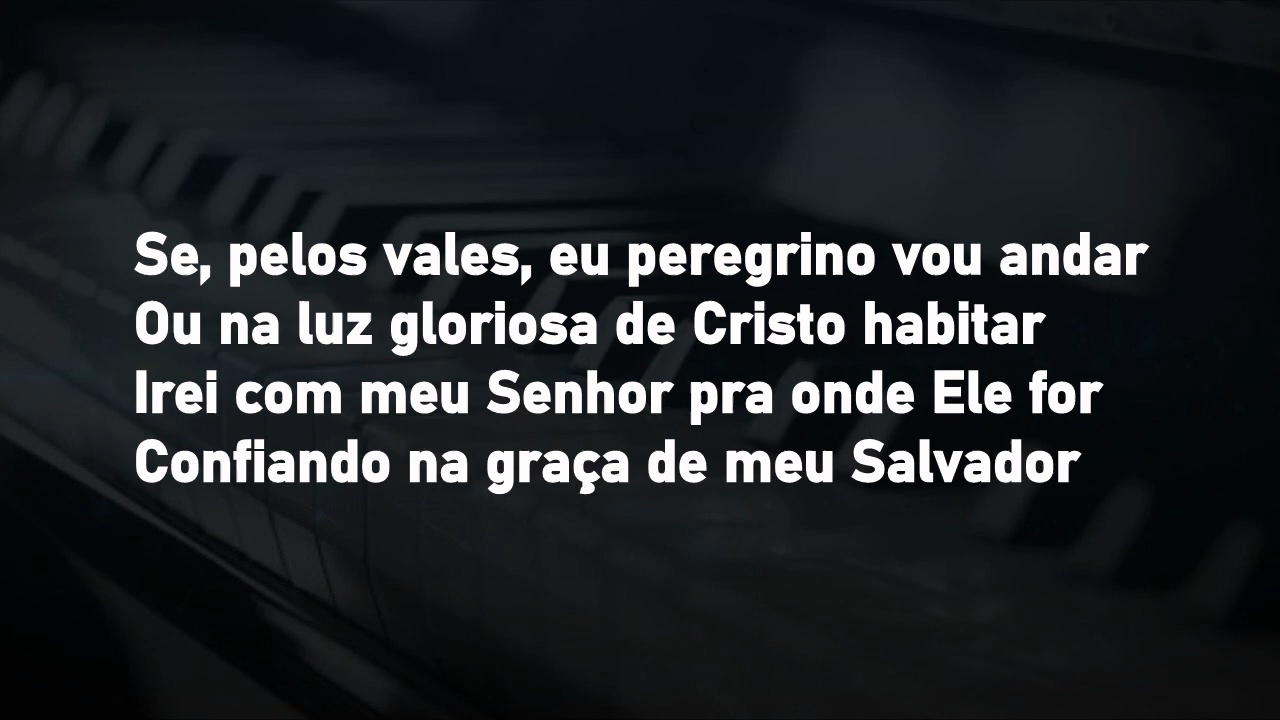 Se, pelos vales, eu peregrino vou andar
Ou na luz gloriosa de Cristo habitar
Irei com meu Senhor pra onde Ele for
Confiando na graça de meu Salvador